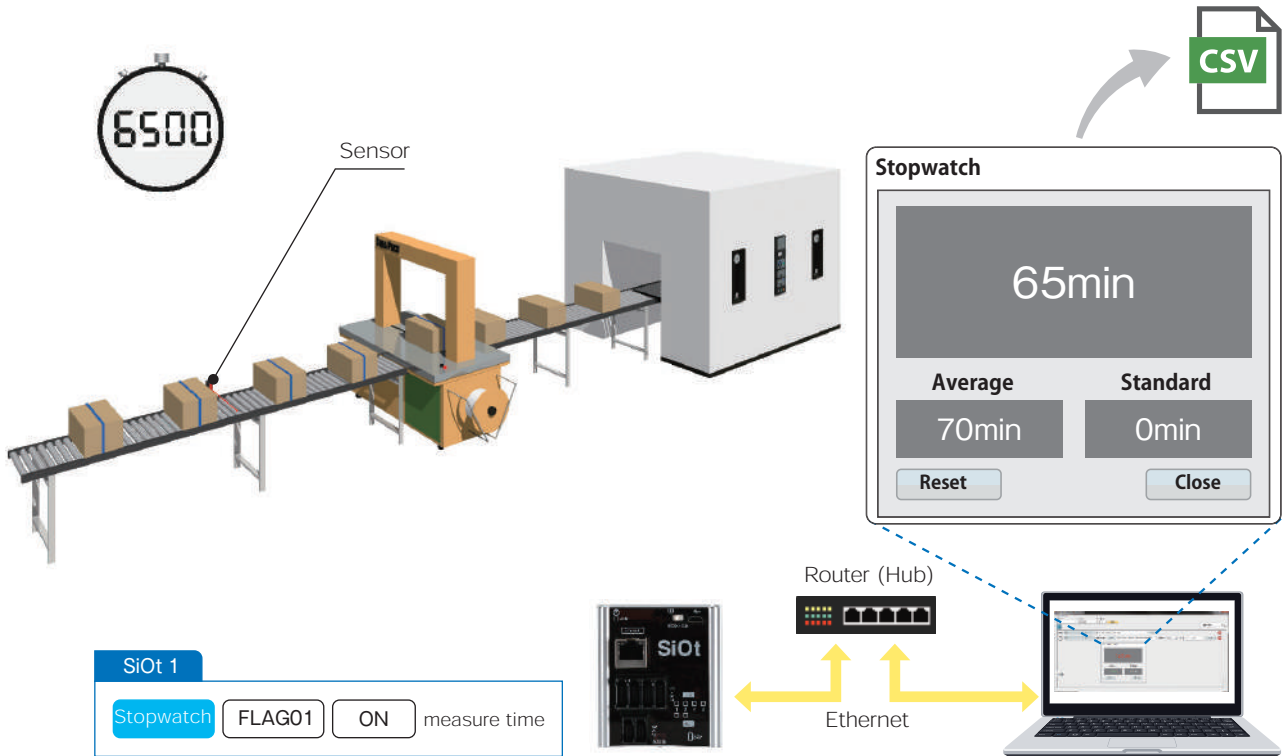 CSV
6500
Sensor
Stopwatch
65min
Average
Standard
70min
0min
Reset
Close
Router (Hub)
SiOt
Ethernet
SiOt 1
Stopwatch FLAG01 ON measure time